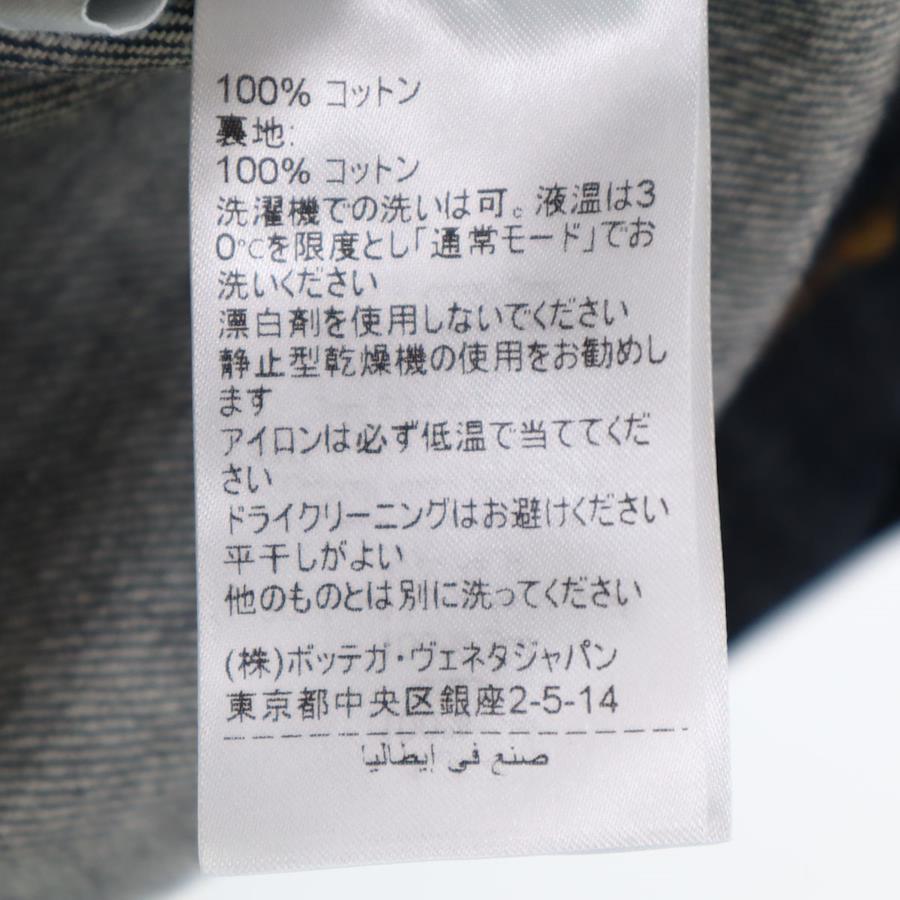 100% コットン
裏地:
100% コットン
洗濯機での洗いは可。液温は3
0℃を限度とし「通常モード」でお
洗いください
漂白剤を使用しないでください
静止型乾燥機の使用をお勧めし
ます
アイロンは必ず低温で当ててくだ
さい
ドライクリーニングはお避けください
平干しがよい
他のものとは別に洗ってください
(株)ボッテガ・ヴェネタジャパン
東京都中央区銀座2-5-14
صنع في إيطاليا